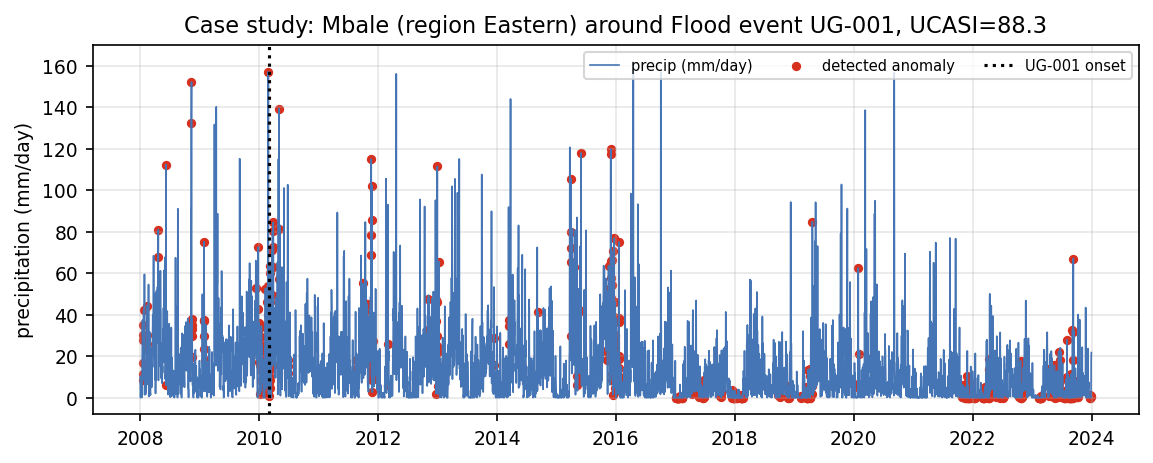 Case study: Mbale (region Eastern) around Flood event UG-001, UCASI=88.3
precip (mm/day) detected anomaly UG-001 onset
precipitation (mm/day)
160
140
120
100
80
60
40
20
0
2008 2010 2012 2014 2016 2018 2020 2022 2024